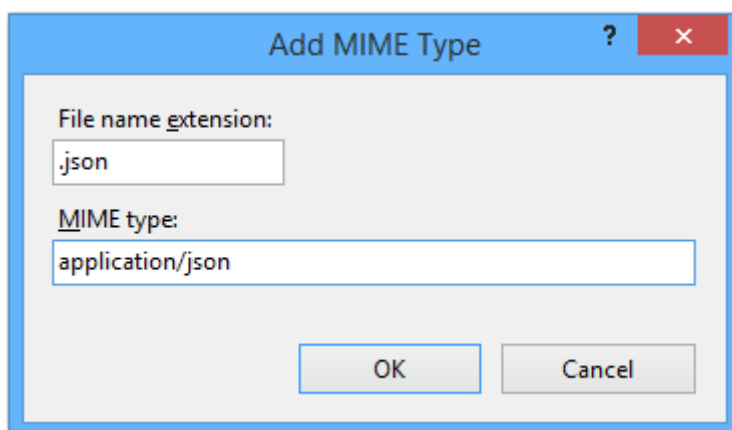 Add MIME Type
?
File name extension:
.json
MIME type:
application/json
OK
Cancel